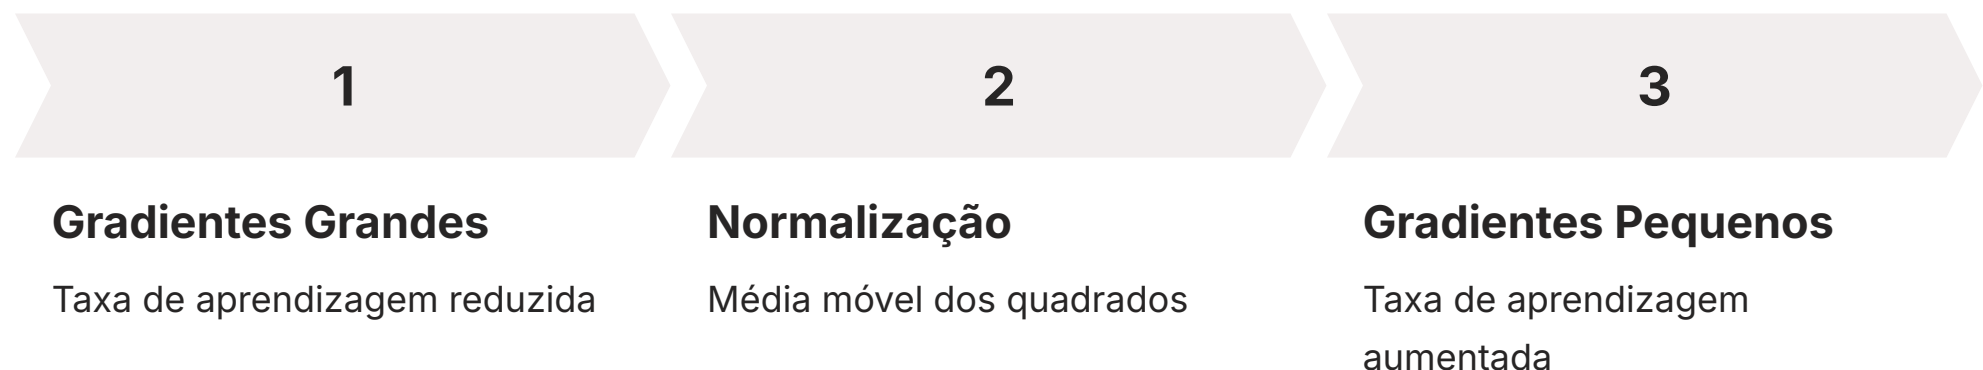 1
Gradientes Grandes
Taxa de aprendizagem reduzida
2
Normalização
Média móvel dos quadrados
3
Gradientes Pequenos
Taxa de aprendizagem
aumentada